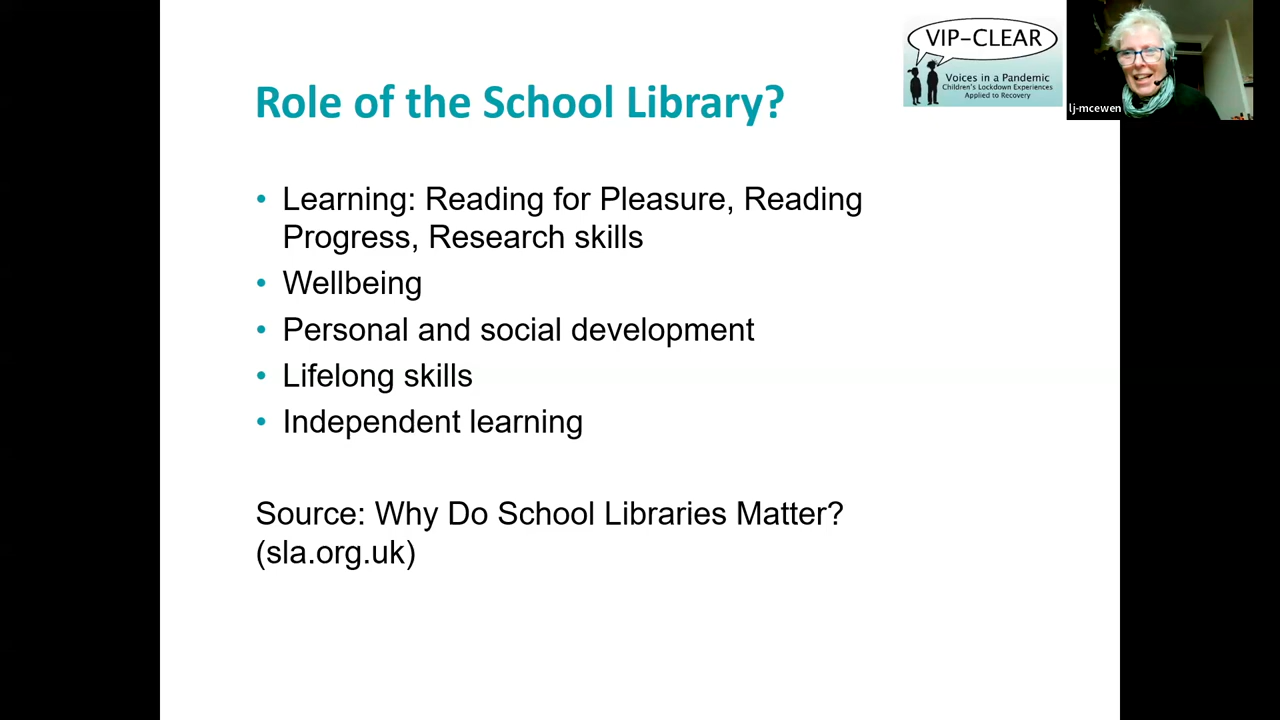 VIP-CLEAR
Voices in a Pandemic
Children's Lockdown Experiences
Applied to Recovery
lj-mcewen
Role of the School Library?
• Learning: Reading for Pleasure, Reading
Progress, Research skills
• Wellbeing
• Personal and social development
• Lifelong skills
• Independent learning
Source: Why Do School Libraries Matter?
(sla.org.uk)